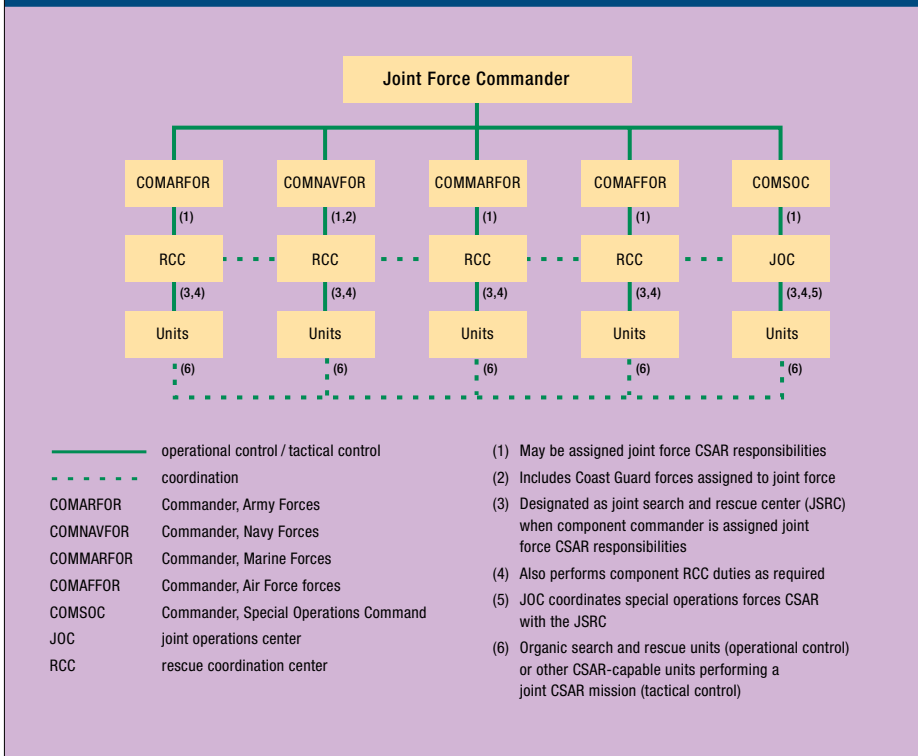 Joint Force Commander
COMARFOR COMNAVFOR COMMARFOR COMAFFOR COMSOC
(1) (1,2) (1) (1) (1)
RCC RCC RCC RCC JOC
(3,4) (3,4) (3,4) (3,4) (3,4,5)
Units Units Units Units Units
(6) (6) (6) (6) (6)
operational control / tactical control
coordination
COMARFOR Commander, Army Forces
COMNAVFOR Commander, Navy Forces
COMMARFOR Commander, Marine Forces
COMAFFOR Commander, Air Force forces
COMSOC Commander, Special Operations Command
JOC joint operations center
RCC rescue coordination center
(1) May be assigned joint force CSAR responsibilities
(2) Includes Coast Guard forces assigned to joint force
(3) Designated as joint search and rescue center (JSRC)
when component commander is assigned joint
force CSAR responsibilities
(4) Also performs component RCC duties as required
(5) JOC coordinates special operations forces CSAR
with the JSRC
(6) Organic search and rescue units (operational control)
or other CSAR-capable units performing a
joint CSAR mission (tactical control)